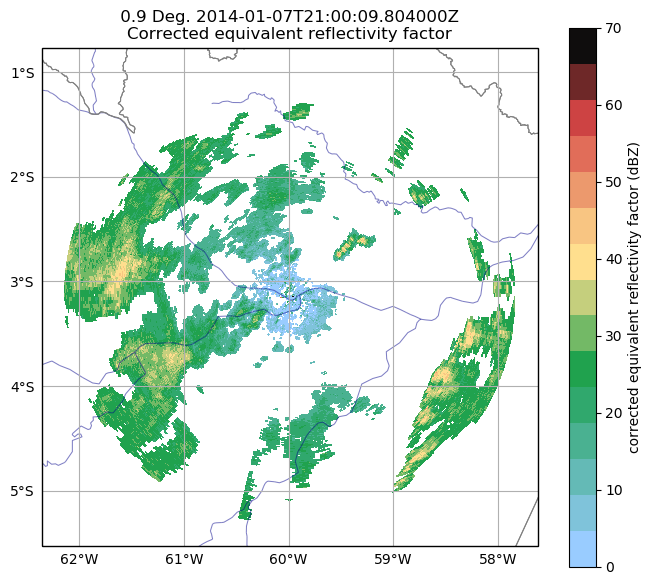 0.9 Deg. 2014-01-07T21:00:09.804000Z
Corrected equivalent reflectivity factor
1°S
2°S
3°S
4°S
5°S
62°W
61°W
60°W
59°W
58°W
70
60
50
40
30
20
10
0
corrected equivalent reflectivity factor (dBZ)